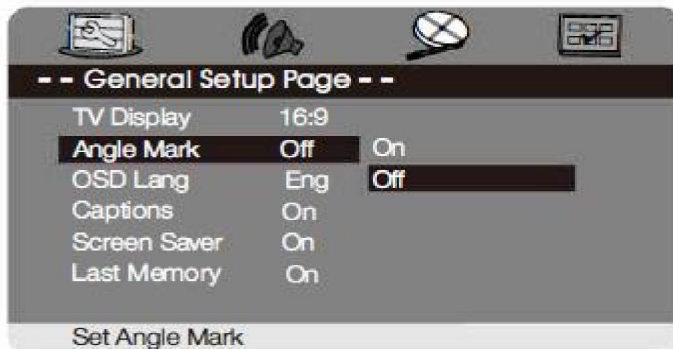 - - General Setup Page - -
TV Display 16:9
Angle Mark Off On
OSD Lang Eng Off
Captions On
Screen Saver On
Last Memory On
Set Angle Mark